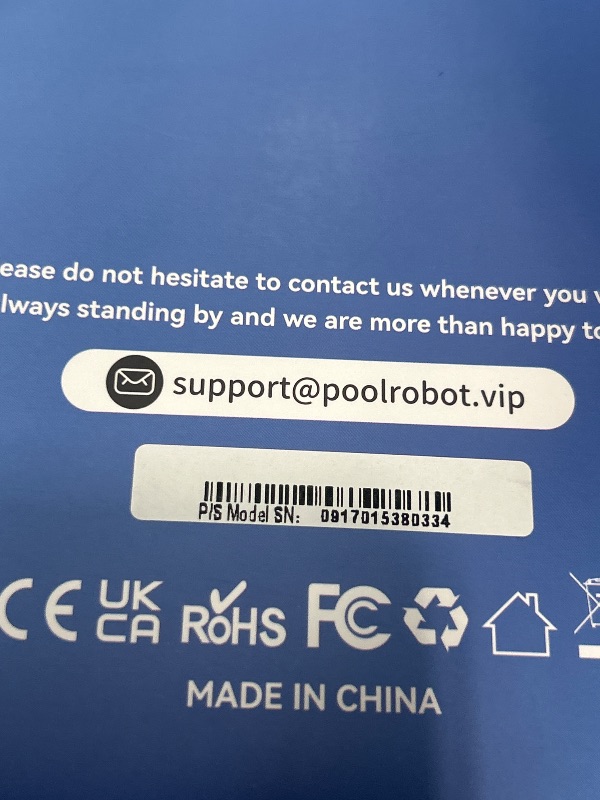 ease do not hesitate to contact us whenever you
lways standing by and we are more than happy to
support@poolrobot.vip
P/S Model SN: 0917015380334
CE UK CA RoHS FC
MADE IN CHINA